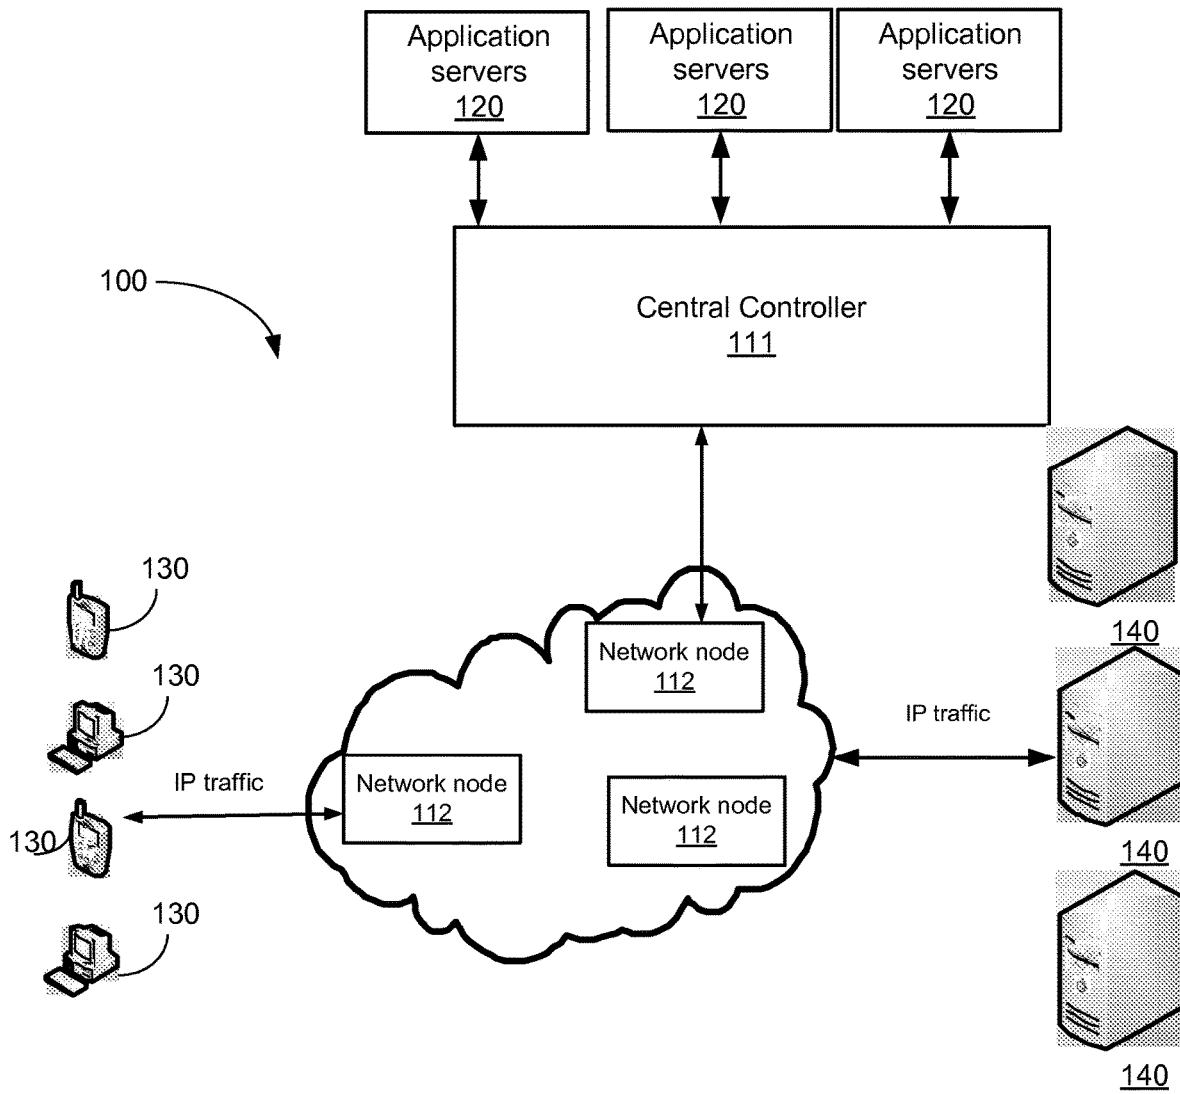 Application
servers
120
Application
servers
120
Application
servers
120
100
Central Controller
111
130
140
Network node
112
130
IP traffic
IP traffic
Network node
112
Network node
112
130
140
130
140